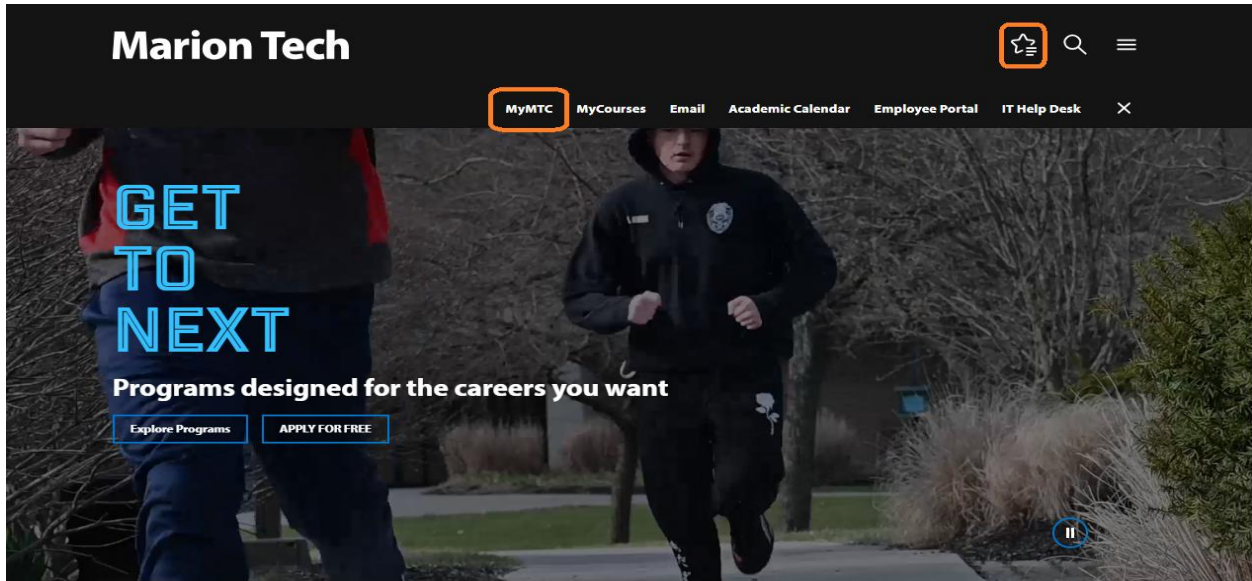 Marion Tech
MyMTC MyCourses Email Academic Calendar Employee Portal IT Help Desk
GET
TO
NEXT
Programs designed for the careers you want
Explore Programs APPLY FOR FREE